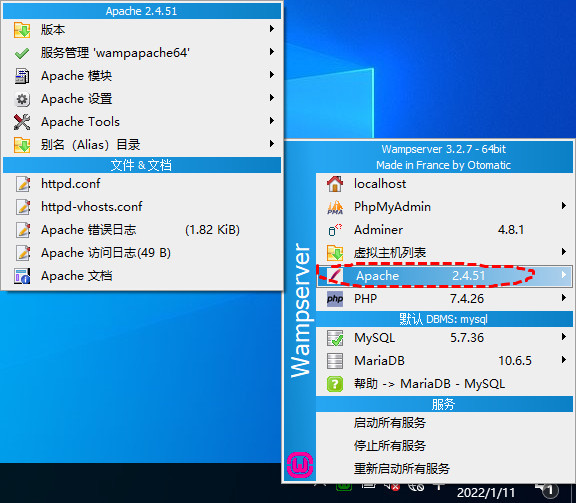 Apache 2.4.51
版本
服务管理 'wampapache64'
Apache 模块
Apache 设置
Apache Tools
别名（Alias）目录
文件 & 文档
httpd.conf
httpd-vhosts.conf
Apache 错误日志 (1.82 KiB)
Apache 访问日志(49 B)
Apache 文档
Wampserver 3.2.7 - 64bit
Made in France by Otomatic
Wampserver
localhost
PhpMyAdmin
Adminer 4.8.1
虚拟主机列表
Apache 2.4.51
PHP 7.4.26
默认 DBMS: mysql
MySQL 5.7.36
MariaDB 10.6.5
帮助 -> MariaDB - MySQL
服务
启动所有服务
停止所有服务
重新启动所有服务
2022/1/11
1